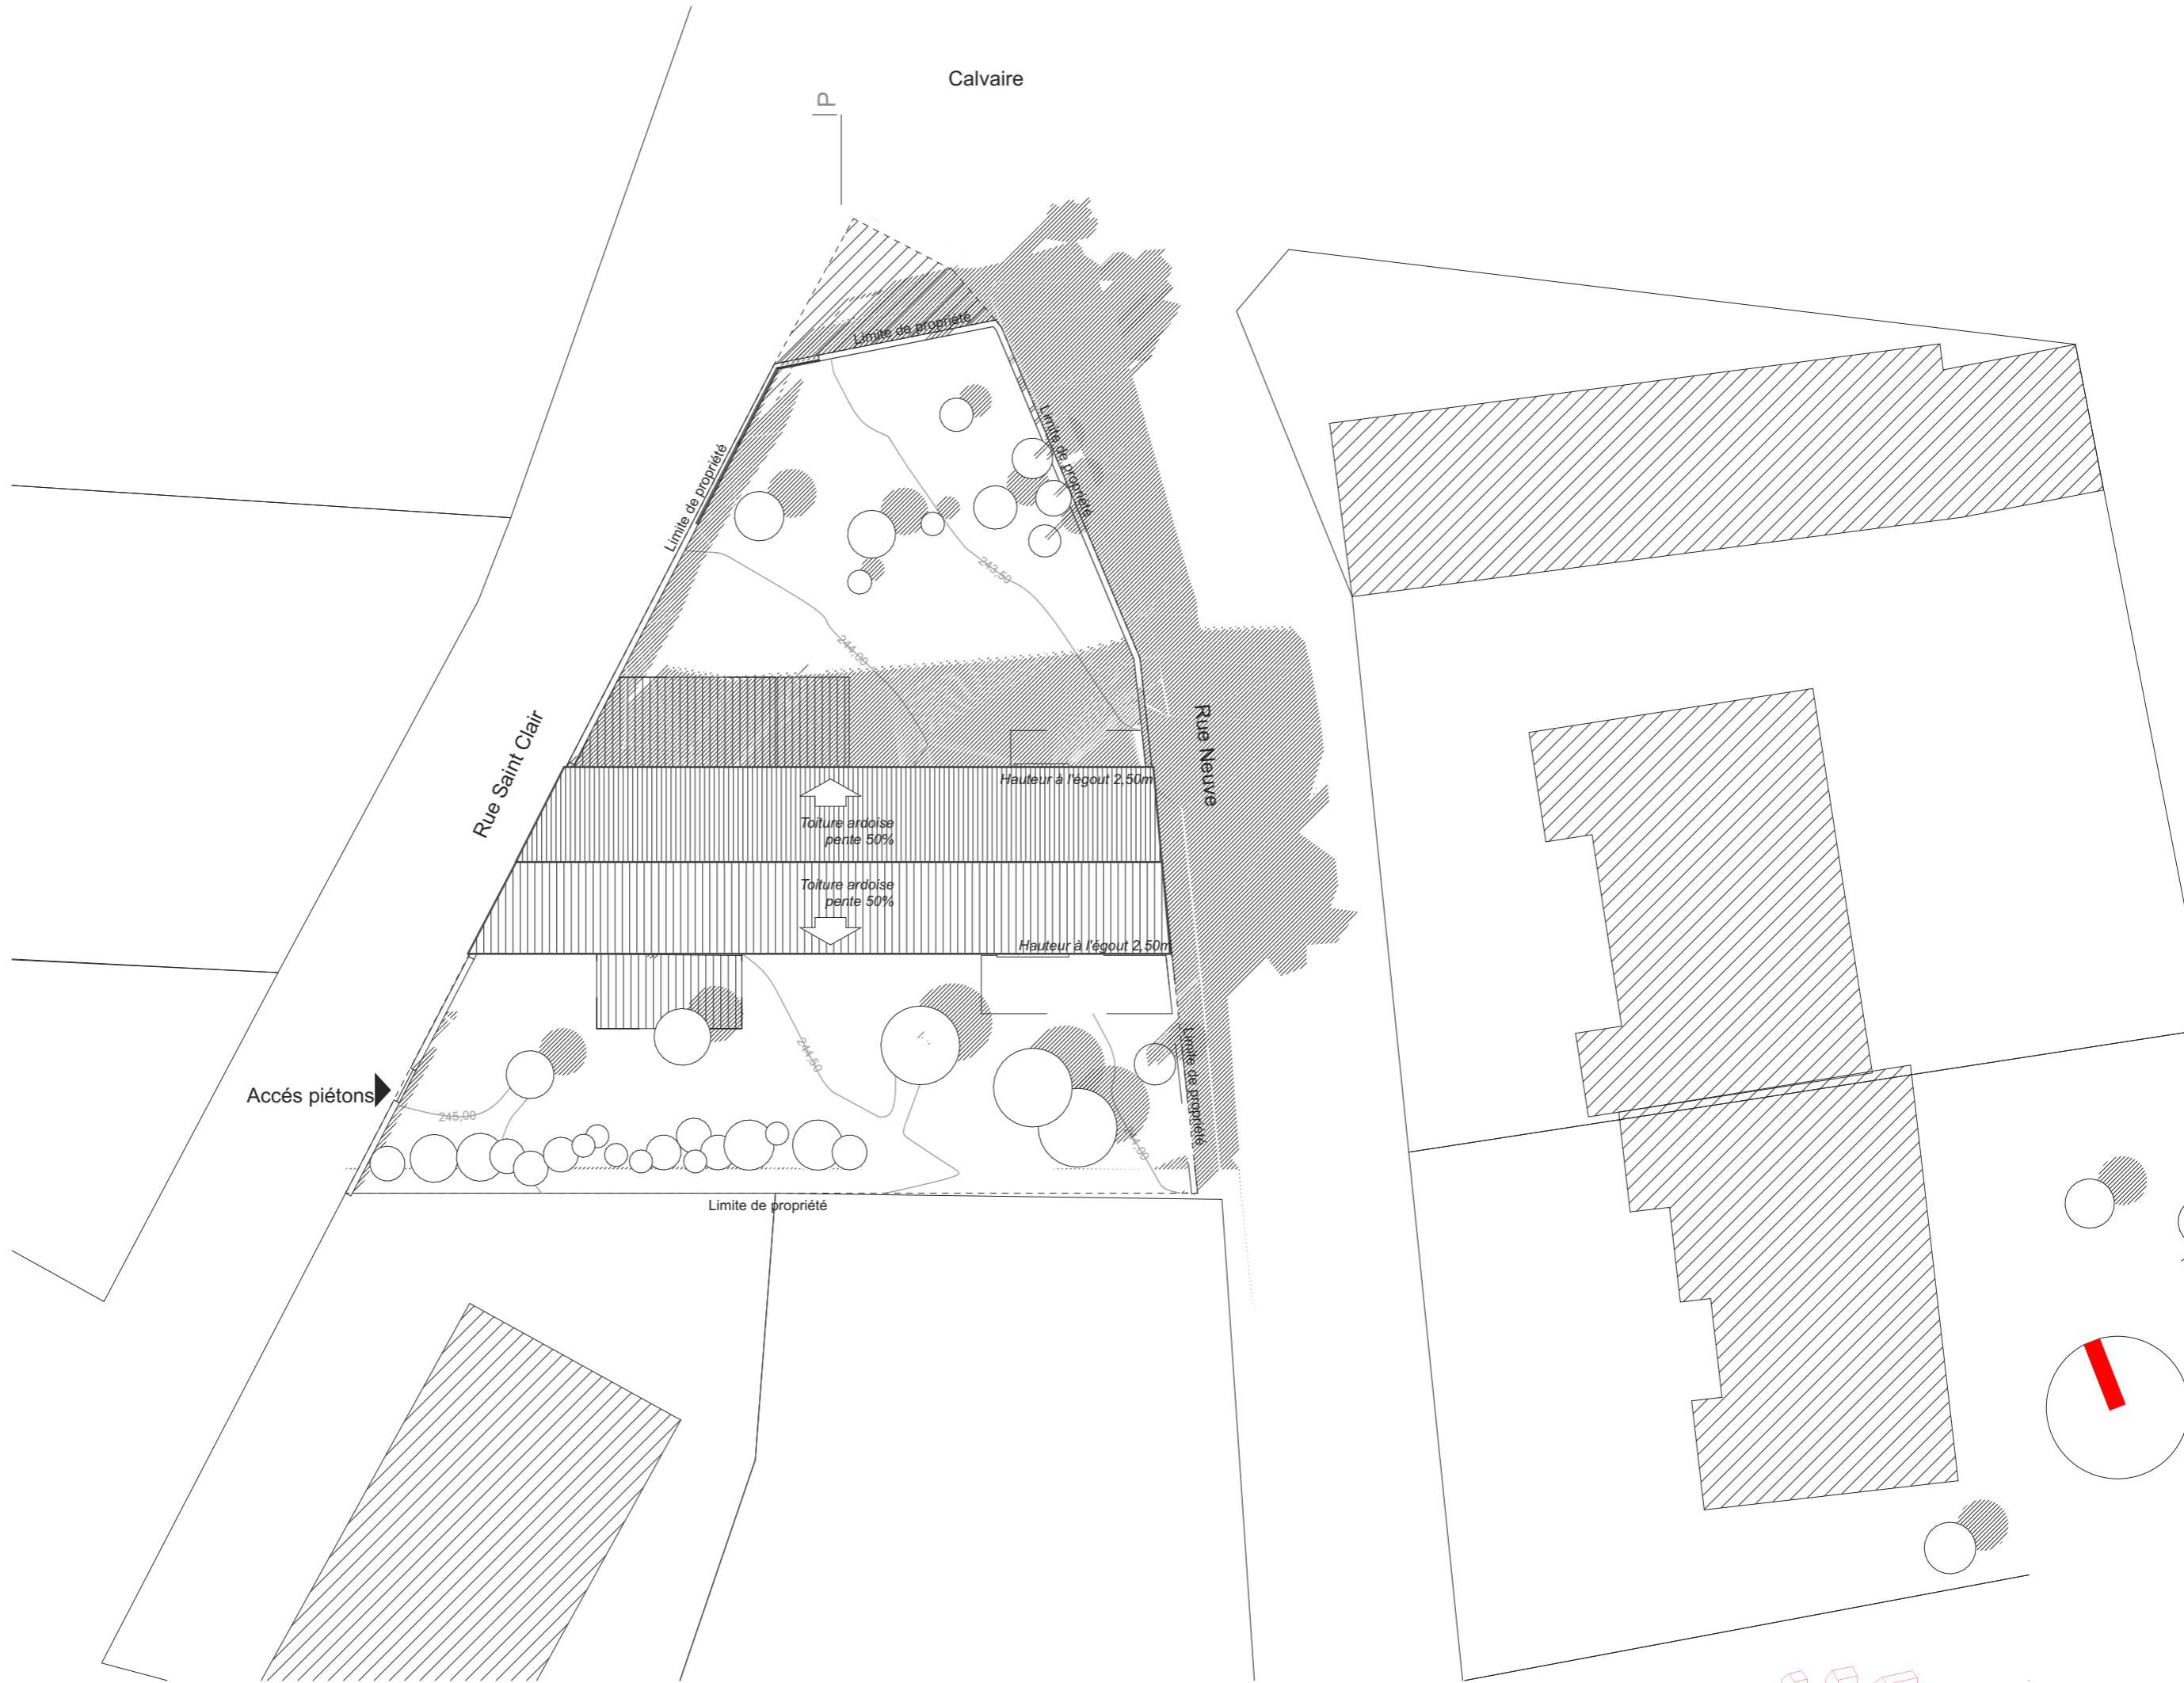 Calvaire
P
Limite de propriété
Limite de propriété
Limite de propriété
243,50
244,00
Rue Saint Clair
Rue Neuve
Hauteur à l'égout 2,50m
Toiture ardoise
pente 50%
Toiture ardoise
pente 50%
Hauteur à l'égout 2,50m
244,50
Accés piétons
245,00
Limite de propriété
244,00
Limite de propriété